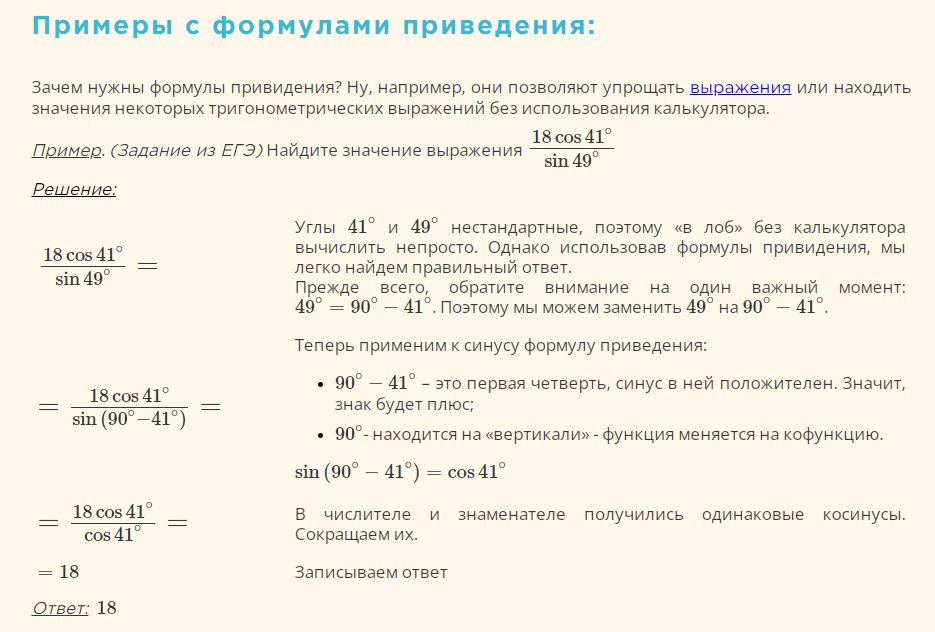 Примеры с формулами приведения:
Зачем нужны формулы привидения? Ну, например, они позволяют упрощать выражения или находить
значения некоторых тригонометрических выражений без использования калькулятора.
Пример. (Задание из ЕГЭ) Найдите значение выражения 18 cos 41° / sin 49°
Решение:
18 cos 41° / sin 49° =
Углы 41° и 49° нестандартные, поэтому «в лоб» без калькулятора
вычислить непросто. Однако использовав формулы привидения, мы
легко найдем правильный ответ.
Прежде всего, обратите внимание на один важный момент:
49° = 90° − 41°. Поэтому мы можем заменить 49° на 90° − 41°.
= 18 cos 41° / sin (90°−41°) =
Теперь применим к синусу формулу приведения:
• 90° − 41° – это первая четверть, синус в ней положителен. Значит,
знак будет плюс;
• 90°- находится на «вертикали» - функция меняется на кофункцию.
sin (90° − 41°) = cos 41°
= 18 cos 41° / cos 41° =
В числителе и знаменателе получились одинаковые косинусы.
Сокращаем их.
= 18
Записываем ответ
Ответ: 18